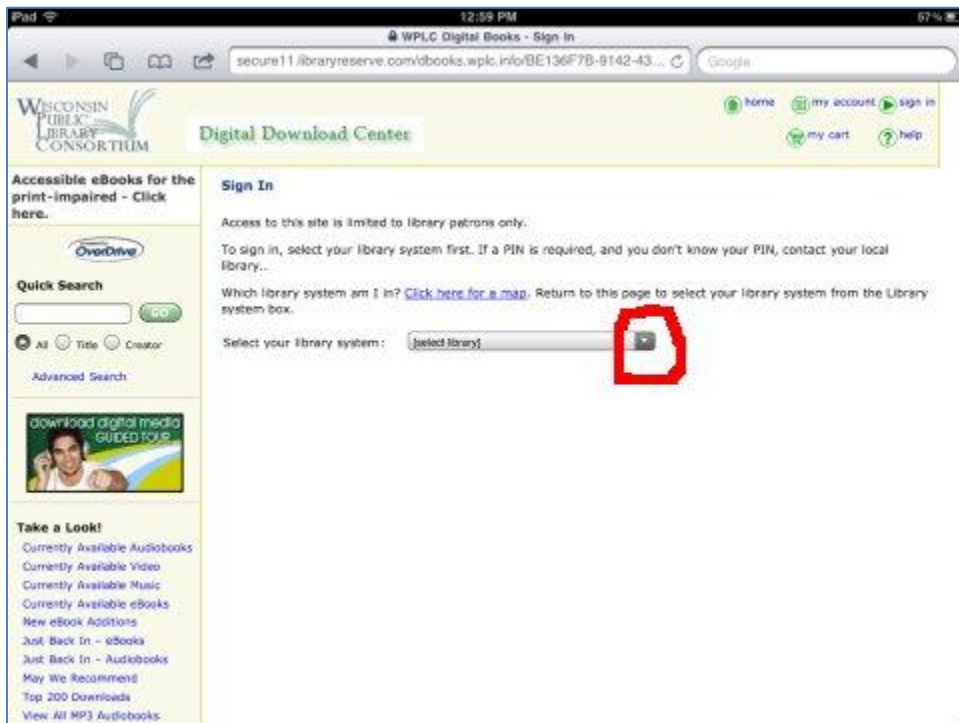 iPad
12:59 PM
67%
WPLC Digital Books - Sign In
secure11.libraryreserve.com/dbooks.wplc.info/BE136F7B-9142-43...
Google
WISCONSIN
PUBLIC
LIBRARY
CONSORTIUM
Digital Download Center
home
my account
sign in
my cart
help
Accessible eBooks for the
print-impaired - Click
here.
OverDrive
Quick Search
GO
All
Title
Creator
Advanced Search
download digital media
GUIDED TOUR
Take a Look!
Currently Available Audiobooks
Currently Available Video
Currently Available Music
Currently Available eBooks
New eBook Additions
Just Back In - eBooks
Just Back In - Audiobooks
May We Recommend
Top 200 Downloads
View All MP3 Audiobooks
Sign In
Access to this site is limited to library patrons only.
To sign in, select your library system first. If a PIN is required, and you don't know your PIN, contact your local
library...
Which library system am I in? Click here for a map. Return to this page to select your library system from the Library
system box.
Select your library system:
[select library]